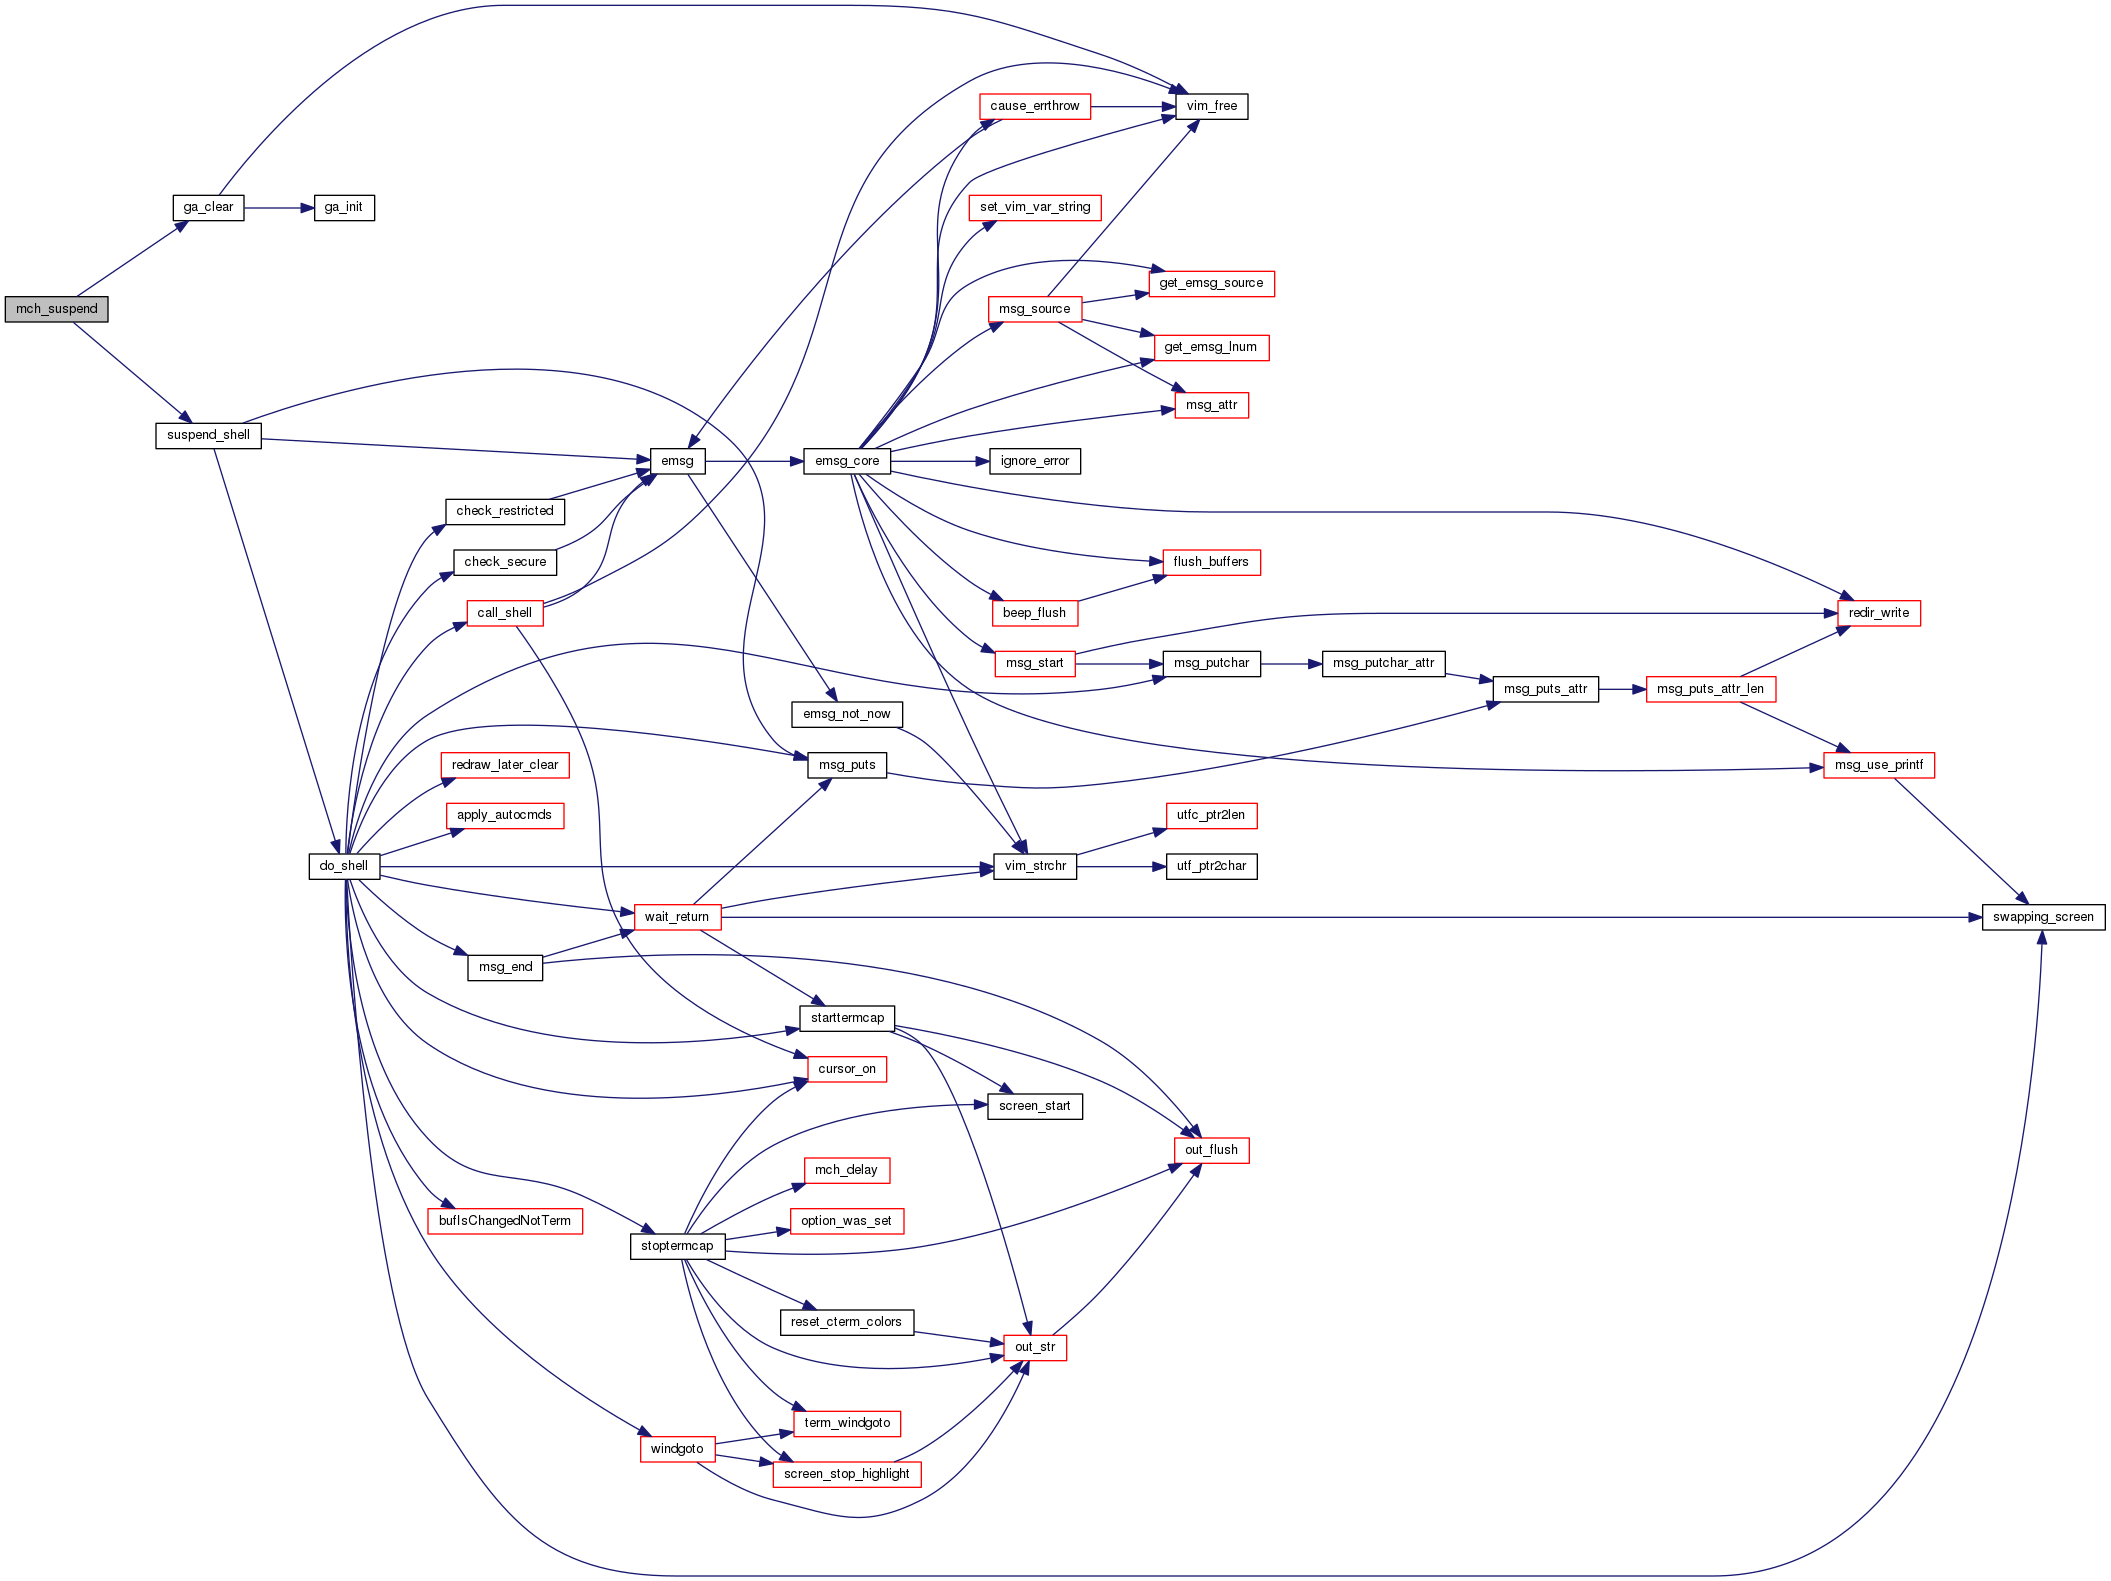 cause_errthrow
vim_free
ga_clear
ga_init
set_vim_var_string
get_emsg_source
mch_suspend
msg_source
get_emsg_lnum
msg_attr
suspend_shell
emsg
emsg_core
ignore_error
check_restricted
check_secure
flush_buffers
call_shell
beep_flush
redir_write
msg_start
msg_putchar
msg_putchar_attr
msg_puts_attr
msg_puts_attr_len
emsg_not_now
redraw_later_clear
msg_puts
msg_use_printf
apply_autocmds
utfc_ptr2len
do_shell
vim_strchr
utf_ptr2char
wait_return
swapping_screen
msg_end
starttermcap
cursor_on
screen_start
out_flush
mch_delay
bufIsChangedNotTerm
option_was_set
stoptermcap
reset_cterm_colors
out_str
term_windgoto
windgoto
screen_stop_highlight